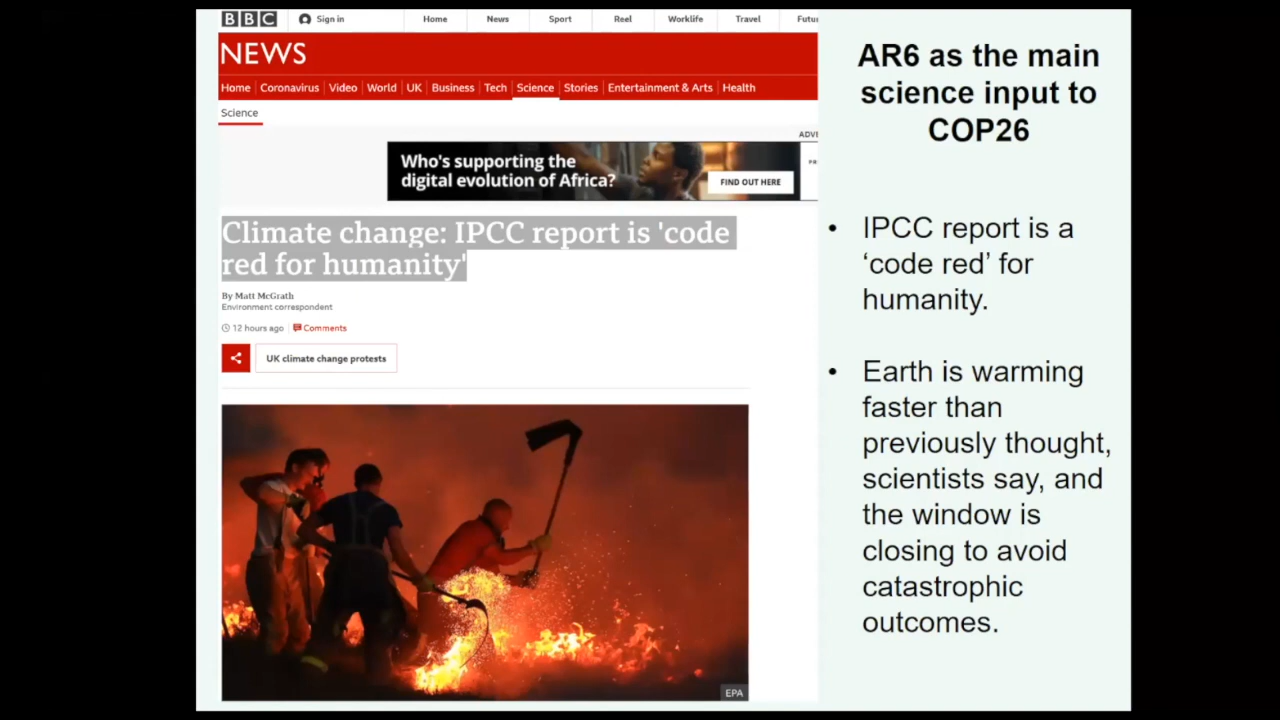 BBC Sign in Home News Sport Reel Worklife Travel Futu
NEWS
Home Coronavirus Video World UK Business Tech Science Stories Entertainment & Arts Health
Science
ADVE
Who's supporting the
digital evolution of Africa?
FIND OUT HERE
PR
Climate change: IPCC report is 'code
red for humanity'
By Matt McGrath
Environment correspondent
12 hours ago Comments
UK climate change protests
EPA
AR6 as the main
science input to
COP26
• IPCC report is a
‘code red’ for
humanity.
• Earth is warming
faster than
previously thought,
scientists say, and
the window is
closing to avoid
catastrophic
outcomes.